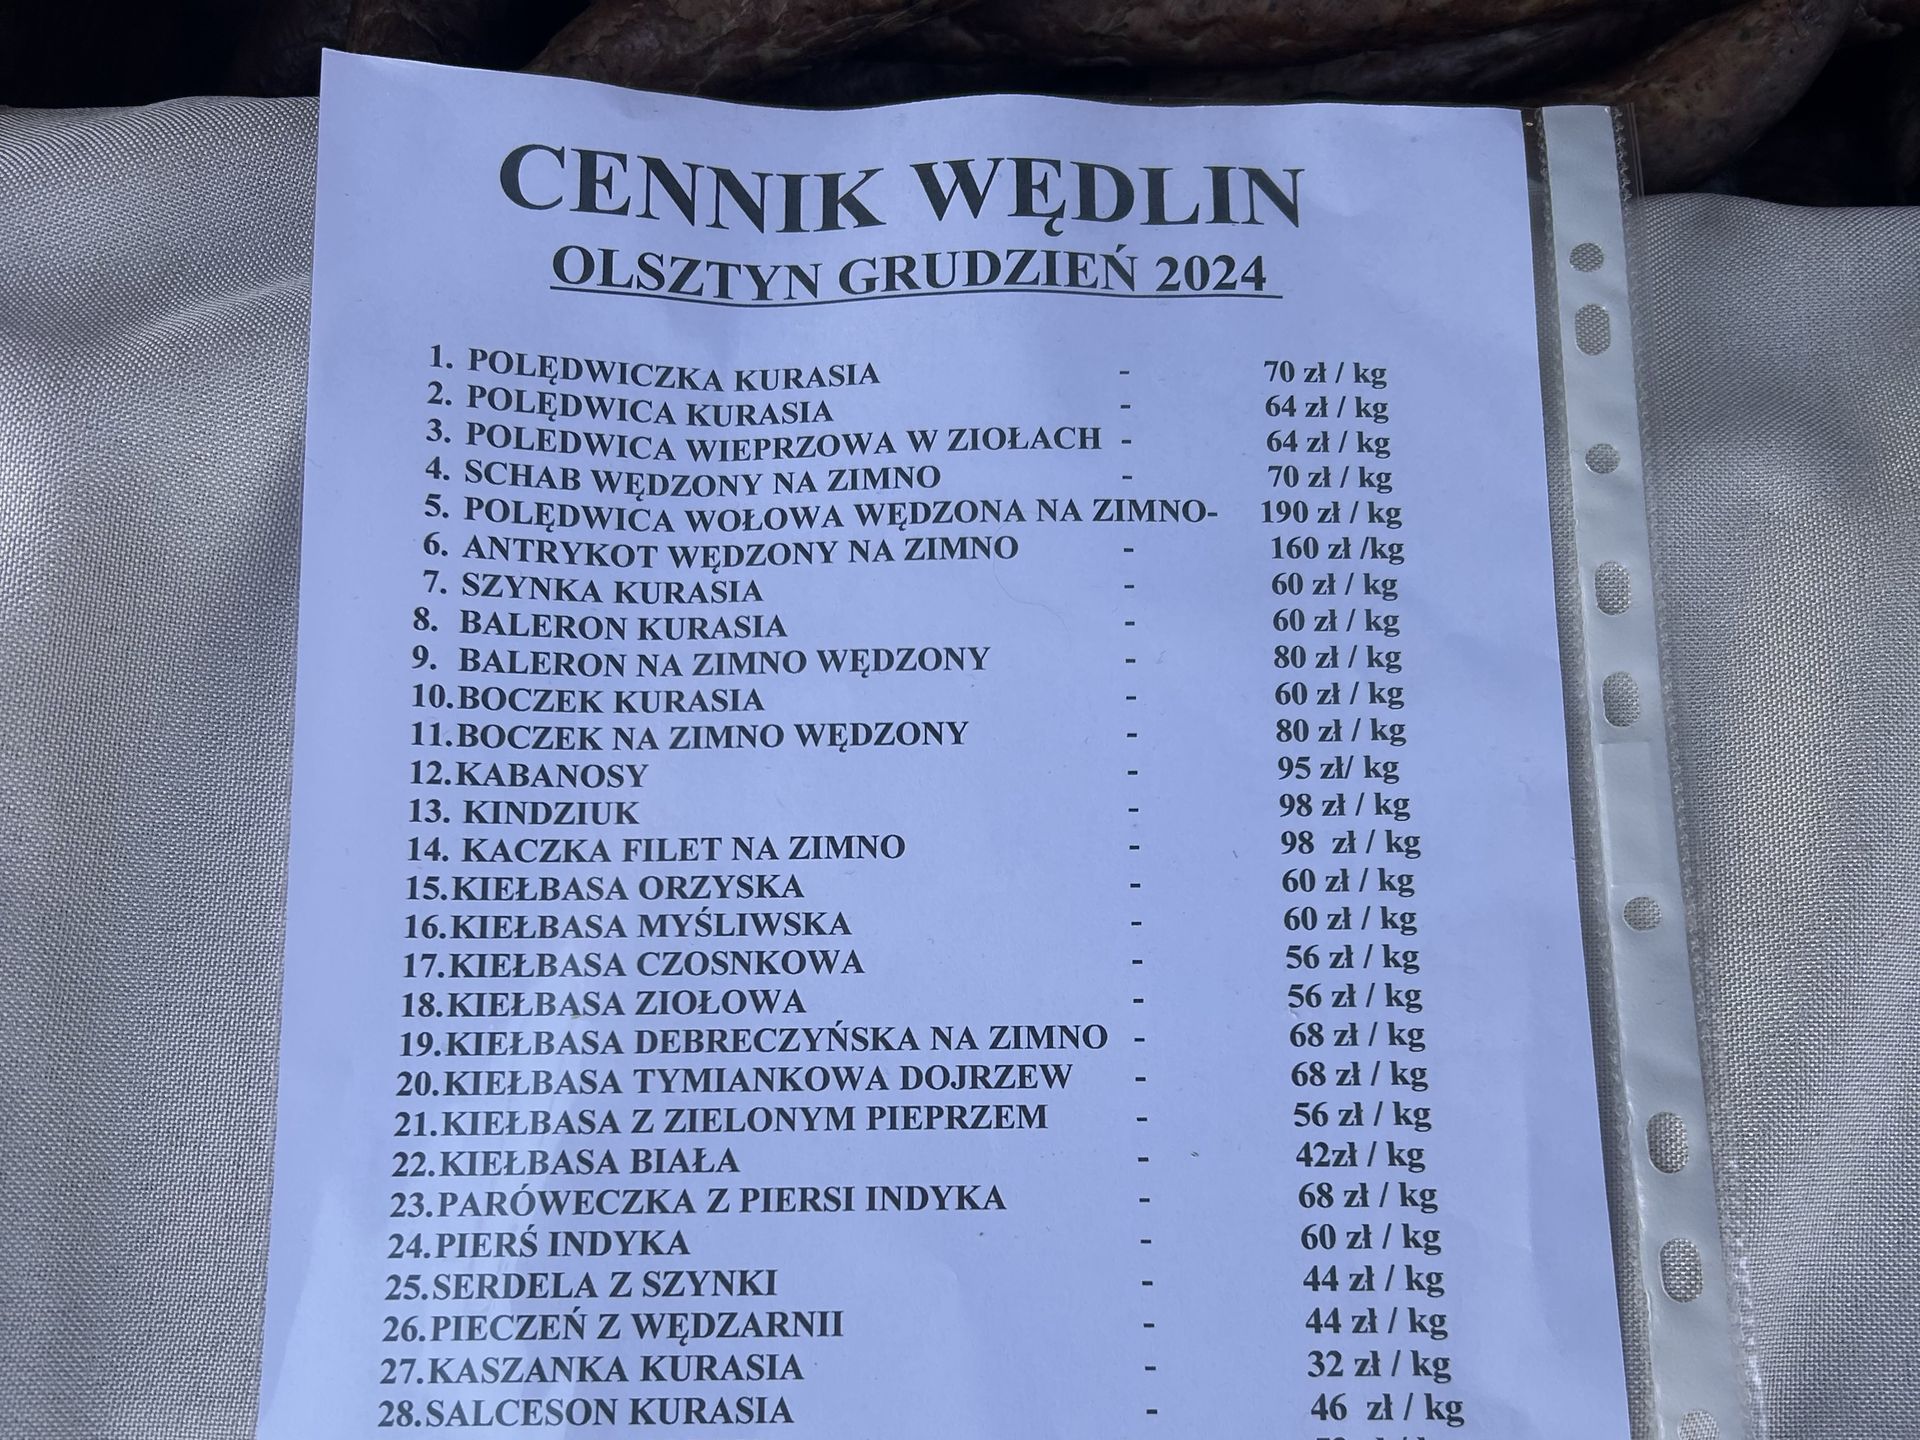 CENNIK WĘDLIN
OLSZTYN GRUDZIEŃ 2024
1. POLĘDWICZKA KURASIA - 70 zł / kg
2. POLĘDWICA KURASIA - 64 zł / kg
3. POLEDWICA WIEPRZOWA W ZIOŁACH - 64 zł / kg
4. SCHAB WĘDZONY NA ZIMNO - 70 zł / kg
5. POLĘDWICA WOŁOWA WĘDZONA NA ZIMNO- 190 zł / kg
6. ANTRYKOT WĘDZONY NA ZIMNO - 160 zł /kg
7. SZYNKA KURASIA - 60 zł / kg
8. BALERON KURASIA - 60 zł / kg
9. BALERON NA ZIMNO WĘDZONY - 80 zł / kg
10.BOCZEK KURASIA - 60 zł / kg
11.BOCZEK NA ZIMNO WĘDZONY - 80 zł / kg
12.KABANOSY - 95 zł/ kg
13. KINDZIUK - 98 zł / kg
14. KACZKA FILET NA ZIMNO - 98 zł / kg
15.KIEŁBASA ORZYSKA - 60 zł / kg
16.KIEŁBASA MYŚLIWSKA - 60 zł / kg
17.KIEŁBASA CZOSNKOWA - 56 zł / kg
18.KIEŁBASA ZIOŁOWA - 56 zł / kg
19.KIEŁBASA DEBRECZYŃSKA NA ZIMNO - 68 zł / kg
20.KIEŁBASA TYMIANKOWA DOJRZEW - 68 zł / kg
21.KIEŁBASA Z ZIELONYM PIEPRZEM - 56 zł / kg
22.KIEŁBASA BIAŁA - 42zł / kg
23.PARÓWECZKA Z PIERSI INDYKA - 68 zł / kg
24.PIERŚ INDYKA - 60 zł / kg
25.SERDELA Z SZYNKI - 44 zł / kg
26.PIECZEŃ Z WĘDZARNII - 44 zł / kg
27.KASZANKA KURASIA - 32 zł / kg
28.SALCESON KURASIA - 46 zł / kg